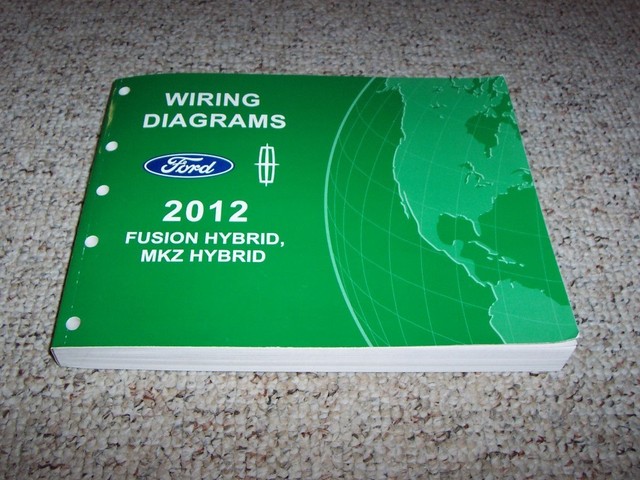 WIRING
DIAGRAMS
Ford
2012
FUSION HYBRID,
MKZ HYBRID